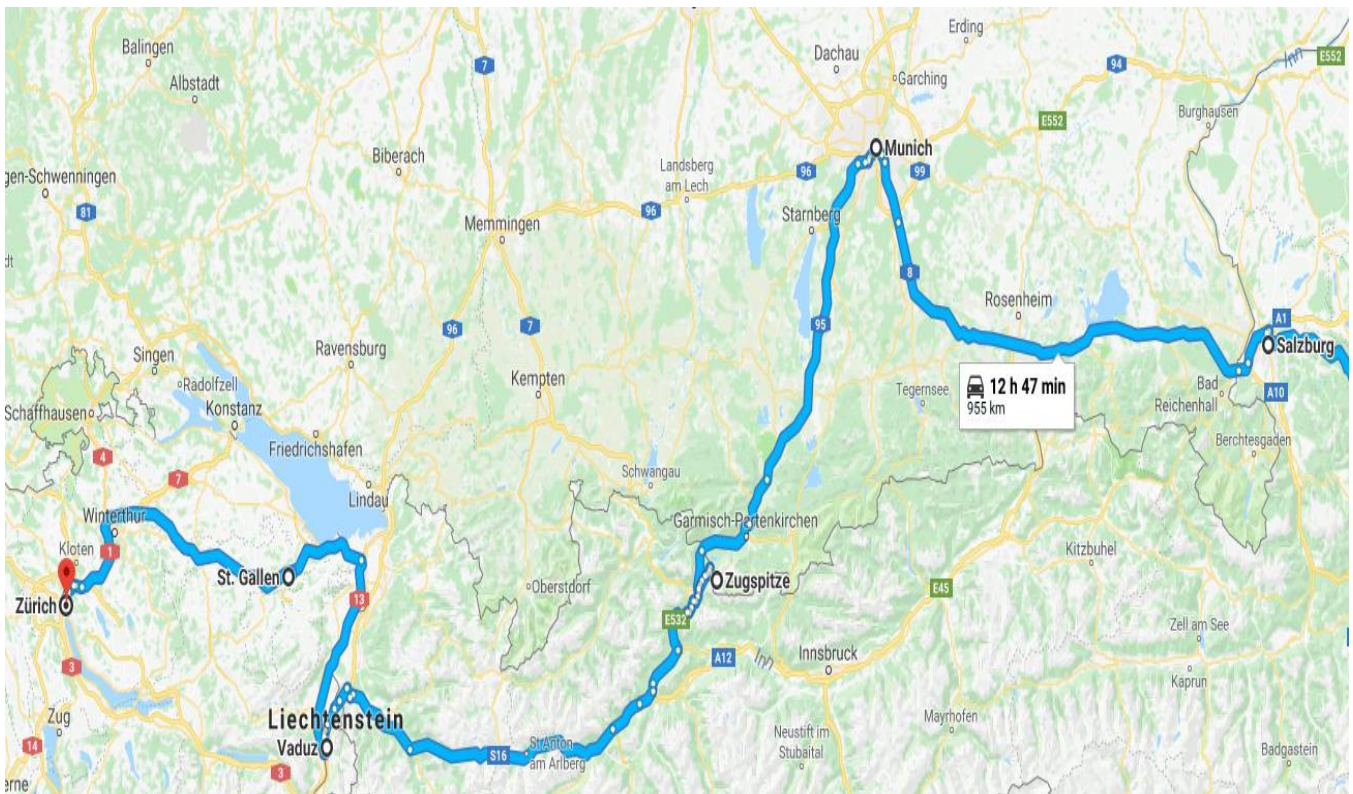 Balingen
Albstadt
7
Dachau
Erding
Garching
94
Inn
E552
Burghausen
E552
Biberach
gen-Schwenningen
81
Landsberg
am Lech
96
Munich
99
96
Memmingen
Starnberg
8
Rosenheim
A1
Salzburg
96
7
95
Ravensburg
Singen
Radolfzell
Konstanz
Schaffhausen
Kempten
Tegernsee
12 h 47 min
955 km
Bad
Reichenhall
A10
Berchtesgaden
Friedrichshafen
4
7
Lindau
Schwangau
Winterthur
Kloten
1
Garmisch-Partenkirchen
Kitzbuhel
St. Gallen
Zürich
13
Oberstdorf
Zugspitze
E45
E532
Zell am See
3
A12
Inn
Innsbruck
Kaprun
Zug
14
Liechtenstein
Vaduz
3
S16
St Anton
am Arlberg
Neustift im
Stubaital
Mayrhofen
Badgastein
erne